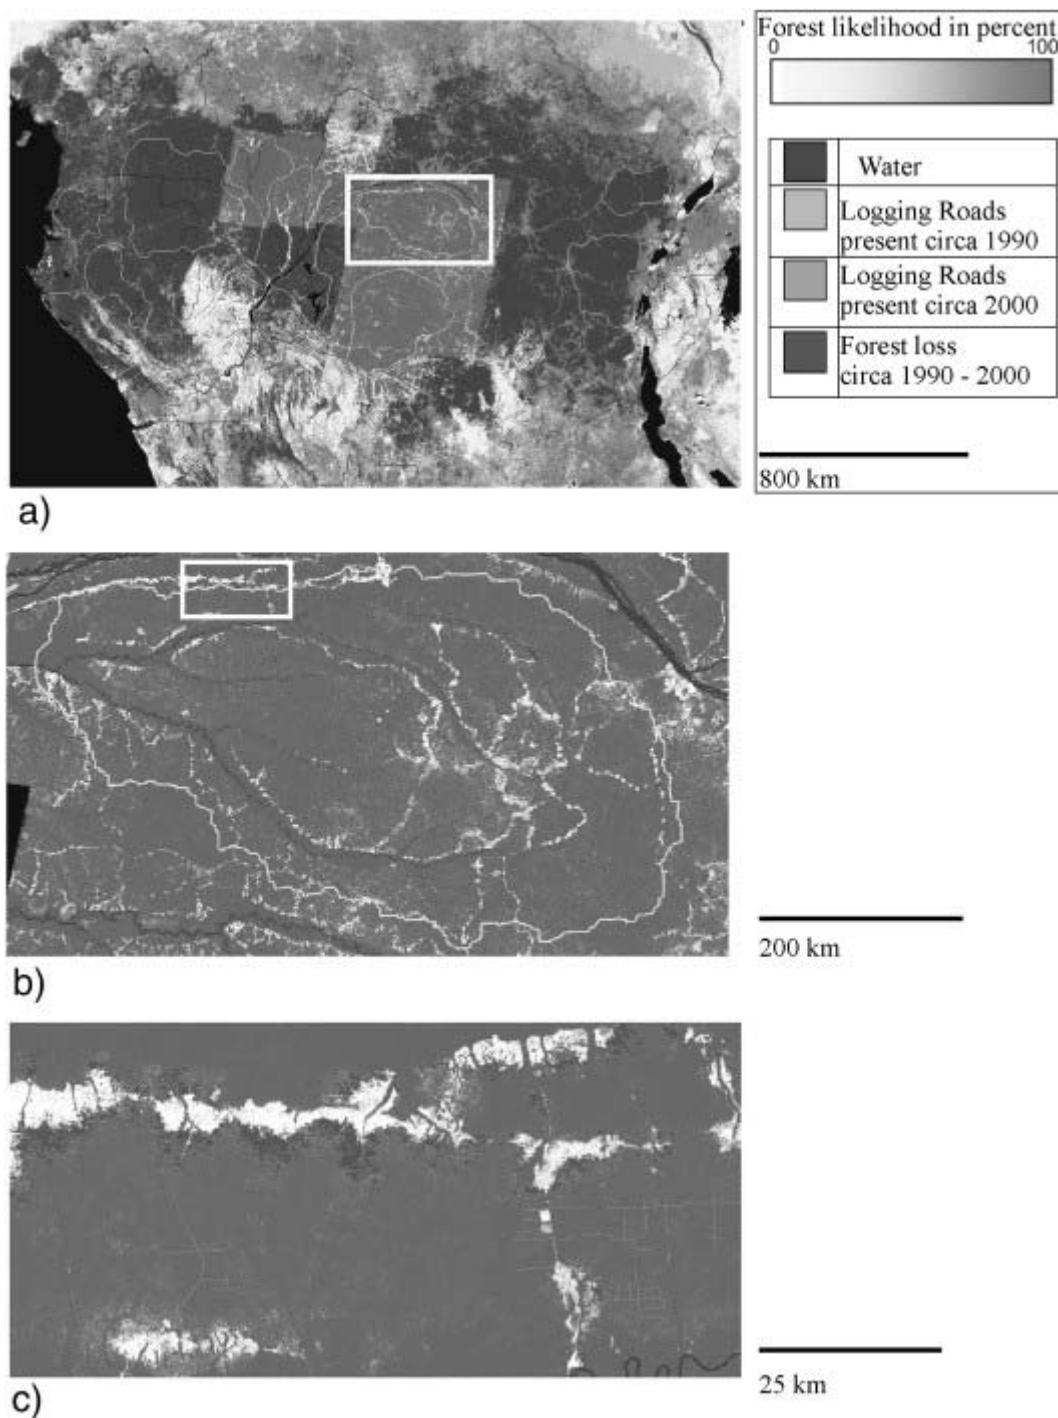 Forest likelihood in percent
0 100
Water
Logging Roads
present circa 1990
Logging Roads
present circa 2000
Forest loss
circa 1990 - 2000
800 km
a)
200 km
b)
25 km
c)